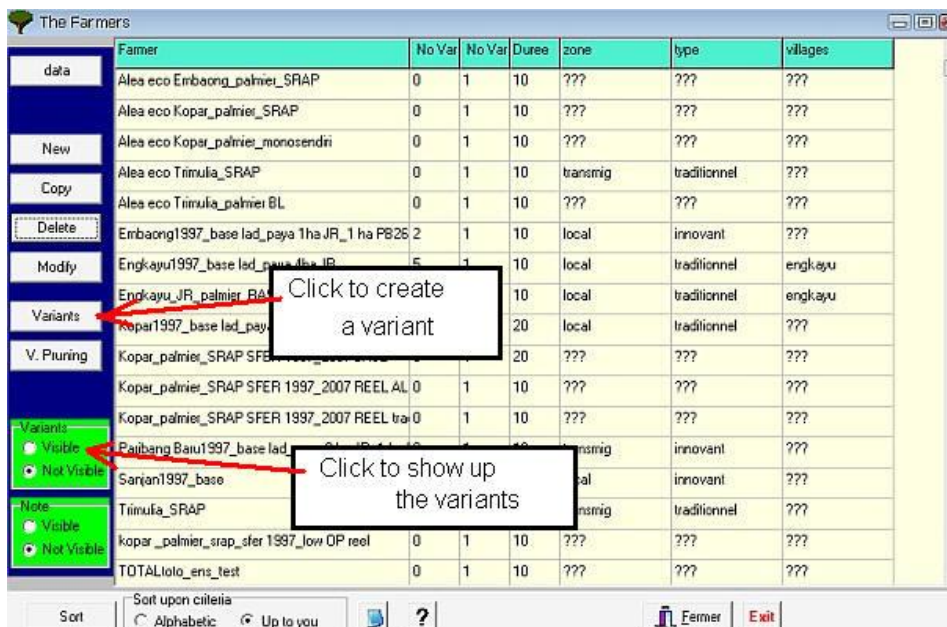 The Farmers
Farmer No Var No Var Duree zone type villages
data
New
Copy
Delete
Modify
Variants
V. Pruning
Variants
Visible
Not Visible
Note
Visible
Not Visible
Alea eco Embaong_palmier_SRAP 0 1 10 ??? ??? ???
Alea eco Kopar_palmier_SRAP 0 1 10 ??? ??? ???
Alea eco Kopar_palmier_monosendiri 0 1 10 ??? ??? ???
Alea eco Trimulia_SRAP 0 1 10 transmig traditionnel ???
Alea eco Trimulia_palmier BL 0 1 10 ??? ??? ???
Embaong1997_base lad_paya 1ha JR_1 ha PB26 2 1 10 local innovant ???
Engkayu1997_base lad_paya 4ha JR 5 1 10 local traditionnel engkayu
Engkayu_JR_palmier 10 local traditionnel engkayu
Kopar1997_base lad 20 local traditionnel ???
Kopar_palmier_SRAP 20 ??? ??? ???
Kopar_palmier_SRAP SFER 1997_2007 REEL AL 0 1 10 ??? ??? ???
Kopar_palmier_SRAP SFER 1997_2007 REEL tra 0 1 10 ??? ??? ???
Paribang Baru1997_base lad innovant ???
Sanjan1997_base innovant ???
Trimulia_SRAP traditionnel ???
kopar_palmier_srap_sfer 1997_low OP reel 0 1 10 ??? ??? ???
TOTALtoto_ens_test 0 1 10 ??? ??? ???
Click to create
a variant
Click to show up
the variants
Sort
Sort upon criteria
Alphabetic Up to you
?
Fermer
Exit